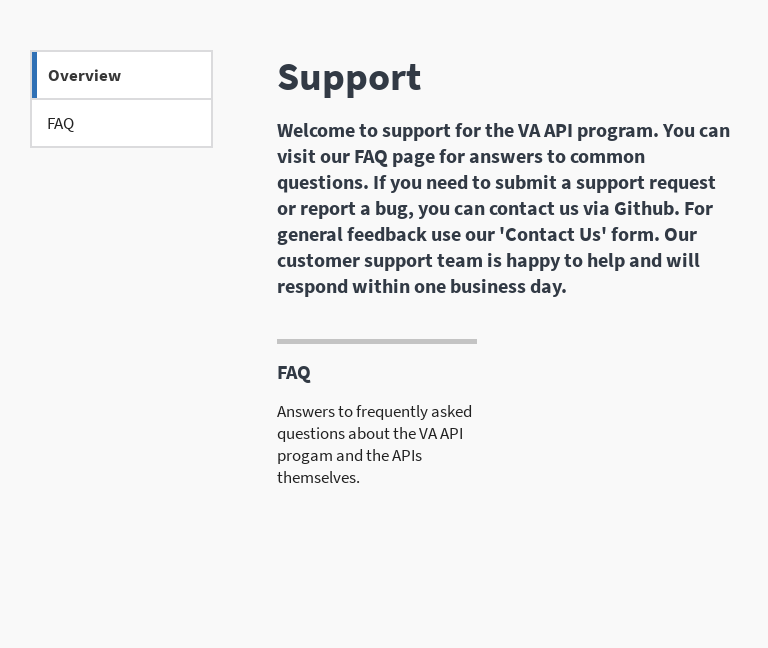 Overview
FAQ
Support
Welcome to support for the VA API program. You can
visit our FAQ page for answers to common
questions. If you need to submit a support request
or report a bug, you can contact us via Github. For
general feedback use our 'Contact Us' form. Our
customer support team is happy to help and will
respond within one business day.
FAQ
Answers to frequently asked
questions about the VA API
progam and the APIs
themselves.